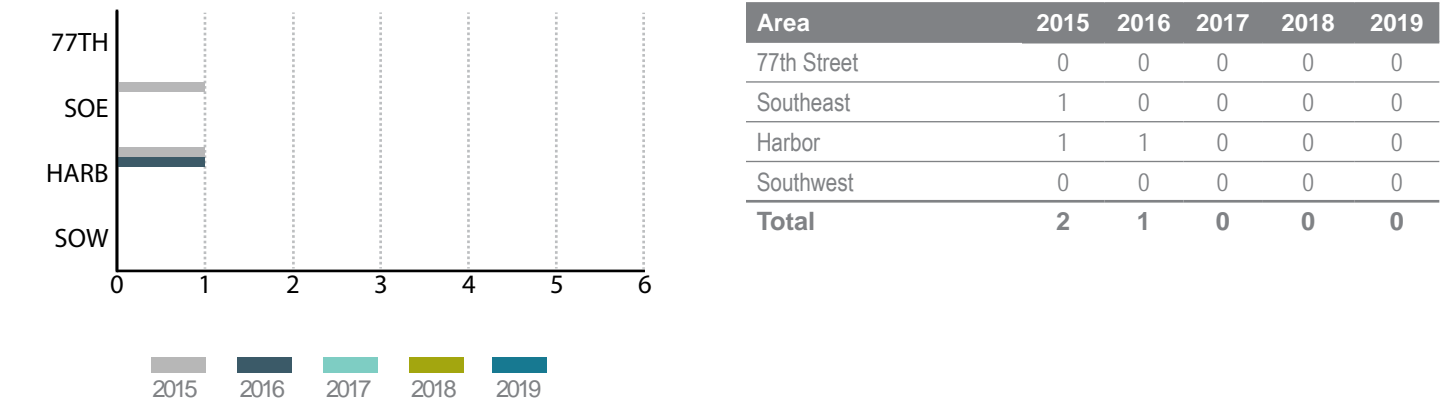 77TH
SOE
HARB
SOW
0 1 2 3 4 5 6
2015 2016 2017 2018 2019
Area 2015 2016 2017 2018 2019
77th Street 0 0 0 0 0
Southeast 1 0 0 0 0
Harbor 1 1 0 0 0
Southwest 0 0 0 0 0
Total 2 1 0 0 0